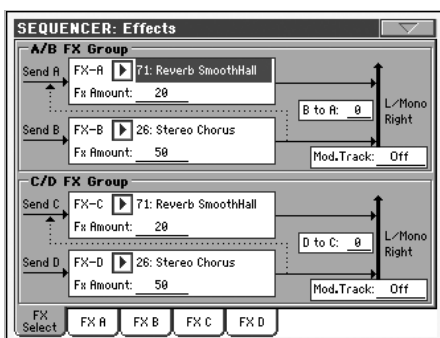 SEQUENCER: Effects
A/B FX Group
Send A FX-A 71: Reverb SmoothHall
Fx Amount: 20
B to A: 0
L/Mono
Right
Send B FX-B 26: Stereo Chorus
Fx Amount: 50
Mod.Track: Off
C/D FX Group
Send C FX-C 71: Reverb SmoothHall
Fx Amount: 20
D to C: 0
L/Mono
Right
Send D FX-D 26: Stereo Chorus
Fx Amount: 50
Mod.Track: Off
FX Select FX A FX B FX C FX D